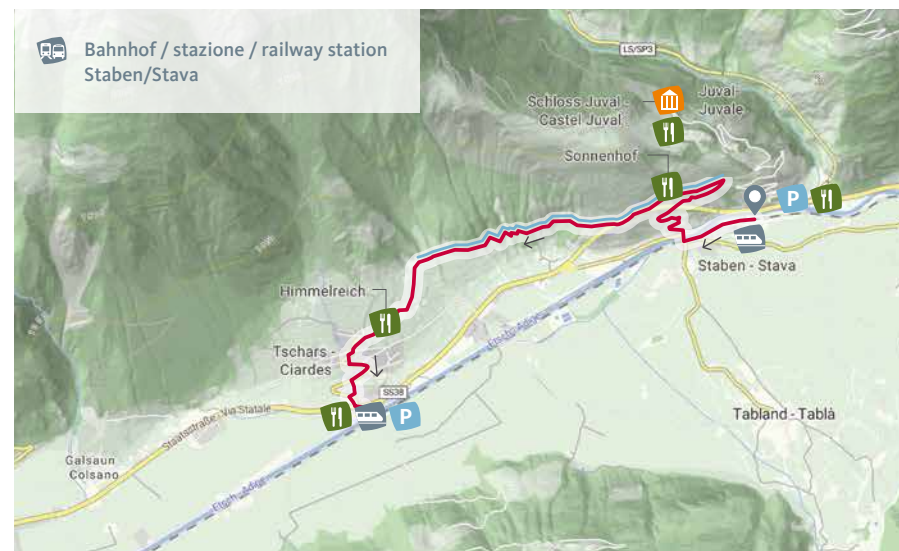 Bahnhof / stazione / railway station
Staben/Stava
LS/SP3
Schloss Juval -
Castel Juval
Juval-
Juvale
Sonnenhof
P
Staben - Stava
Etsch-Adige
Himmelreich
Tschars -
Ciardes
SS38
P
Staatsstraße - Via Statale
Tabland - Tablà
Galsaun
Colsano
Etsch-Adige